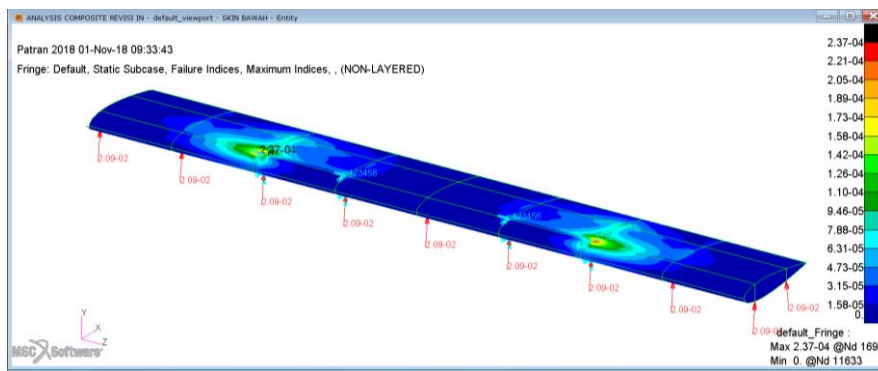 ANALYSIS COMPOSITE REVISI IN - default_viewport - SKIN BAWAH - Entity
Patran 2018 01-Nov-18 09:33:43
Fringe: Default, Static Subcase, Failure Indices, Maximum Indices, , (NON-LAYERED)
2.37-04
2.21-04
2.05-04
1.89-04
1.73-04
1.58-04
1.42-04
1.26-04
1.10-04
9.46-05
7.88-05
6.31-05
4.73-05
3.15-05
1.58-05
0.
2.37-04
123456
123456
2.09-02
2.09-02
2.09-02
2.09-02
2.09-02
2.09-02
2.09-02
2.09-02
2.09-02
Y
X
Z
MSC Software
default_Fringe :
Max 2.37-04 @Nd 169
Min 0. @Nd 11633